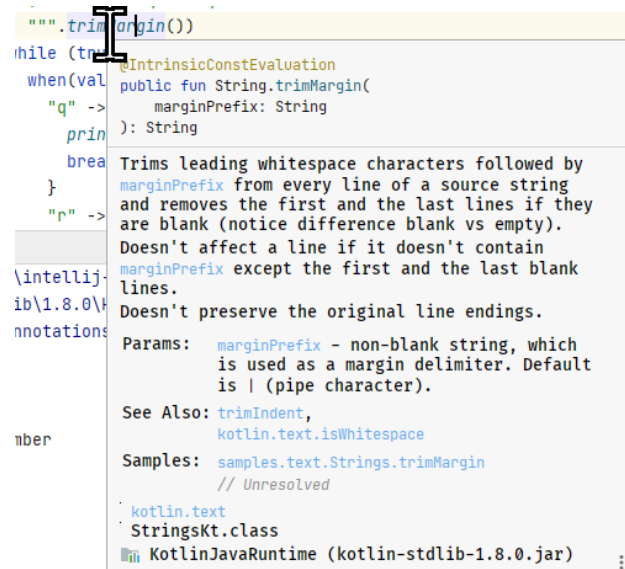 """.trimMargin())
while (tru
@IntrinsicConstEvaluation
when(val
public fun String.trimMargin(
"q" ->
marginPrefix: String
prin
): String
brea
Trims leading whitespace characters followed by
marginPrefix from every line of a source string
}
and removes the first and the last lines if they
"r" ->
are blank (notice difference blank vs empty).
Doesn't affect a line if it doesn't contain
marginPrefix except the first and the last blank
\intellij-
lines.
ib\1.8.0\
Doesn't preserve the original line endings.
nnotations
Params: marginPrefix - non-blank string, which
is used as a margin delimiter. Default
is | (pipe character).
See Also: trimIndent,
kotlin.text.isWhitespace
mber
Samples: samples.text.Strings.trimMargin
// Unresolved
kotlin.text
StringsKt.class
KotlinJavaRuntime (kotlin-stdlib-1.8.0.jar)